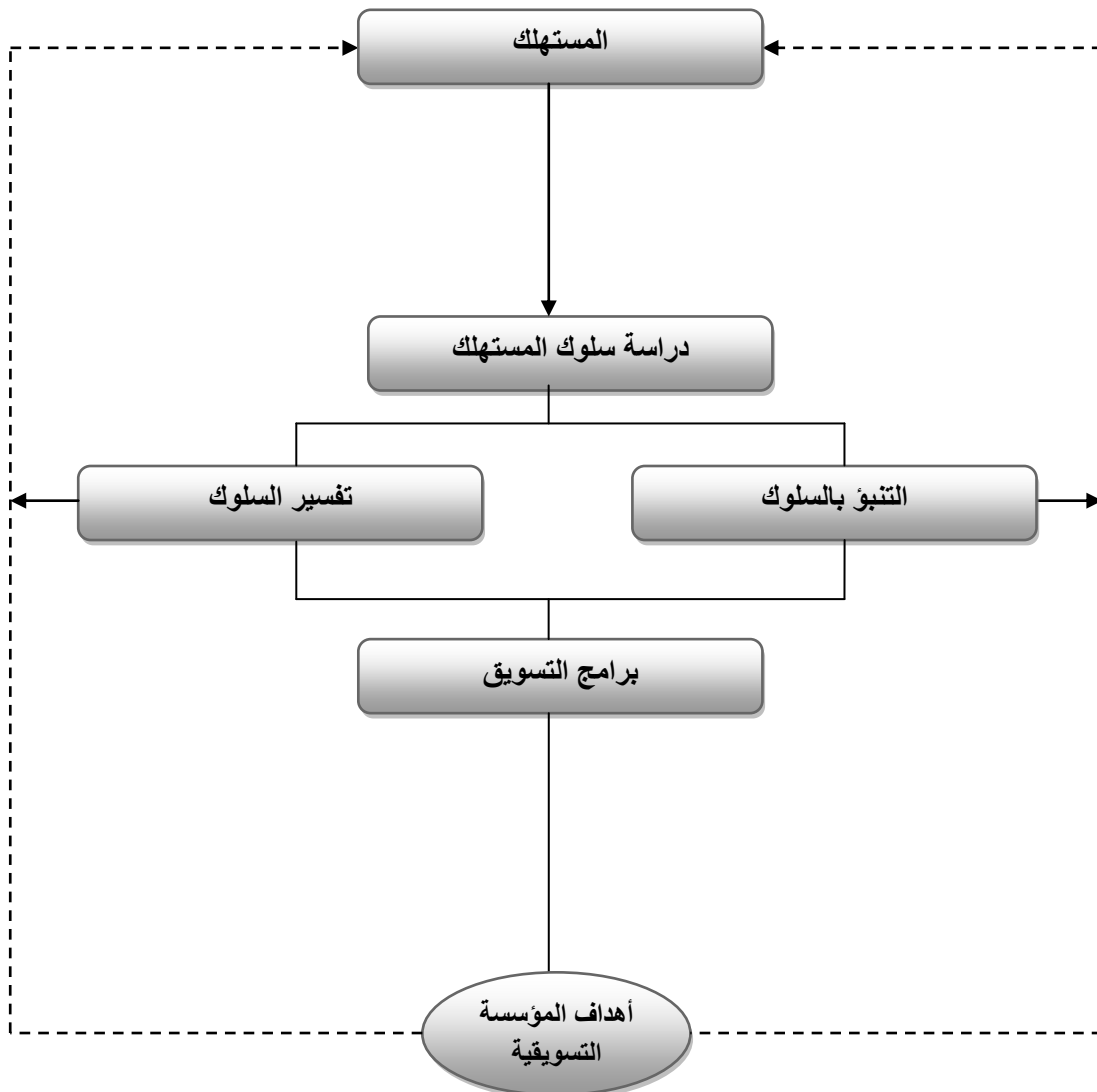 المستهلك
دراسة سلوك المستهلك
التنبؤ بالسلوك
تفسير السلوك
برامج التسويق
أهداف المؤسسة
التسويقية